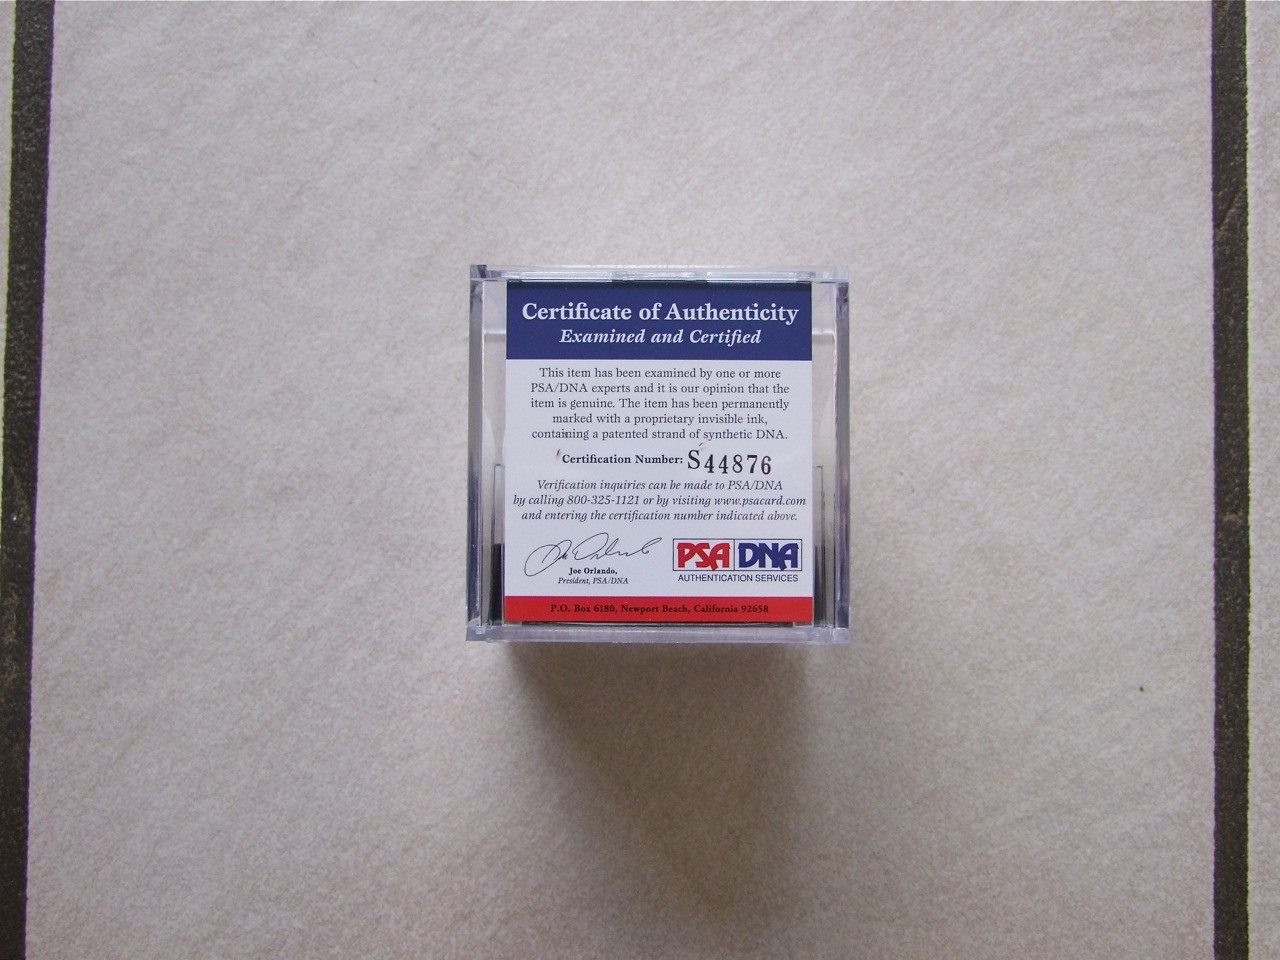 Certificate of Authenticity
Examined and Certified
This item has been examined by one or more
PSA/DNA experts and it is our opinion that the
item is genuine. The item has been permanently
marked with a proprietary invisible ink,
containing a patented strand of synthetic DNA.
Certification Number: S44876
Verification inquiries can be made to PSA/DNA
by calling 800-325-1121 or by visiting www.psacard.com
and entering the certification number indicated above.
Joe Orlando,
President, PSA/DNA
PSA DNA
AUTHENTICATION SERVICES
P.O. Box 6180, Newport Beach, California 92658